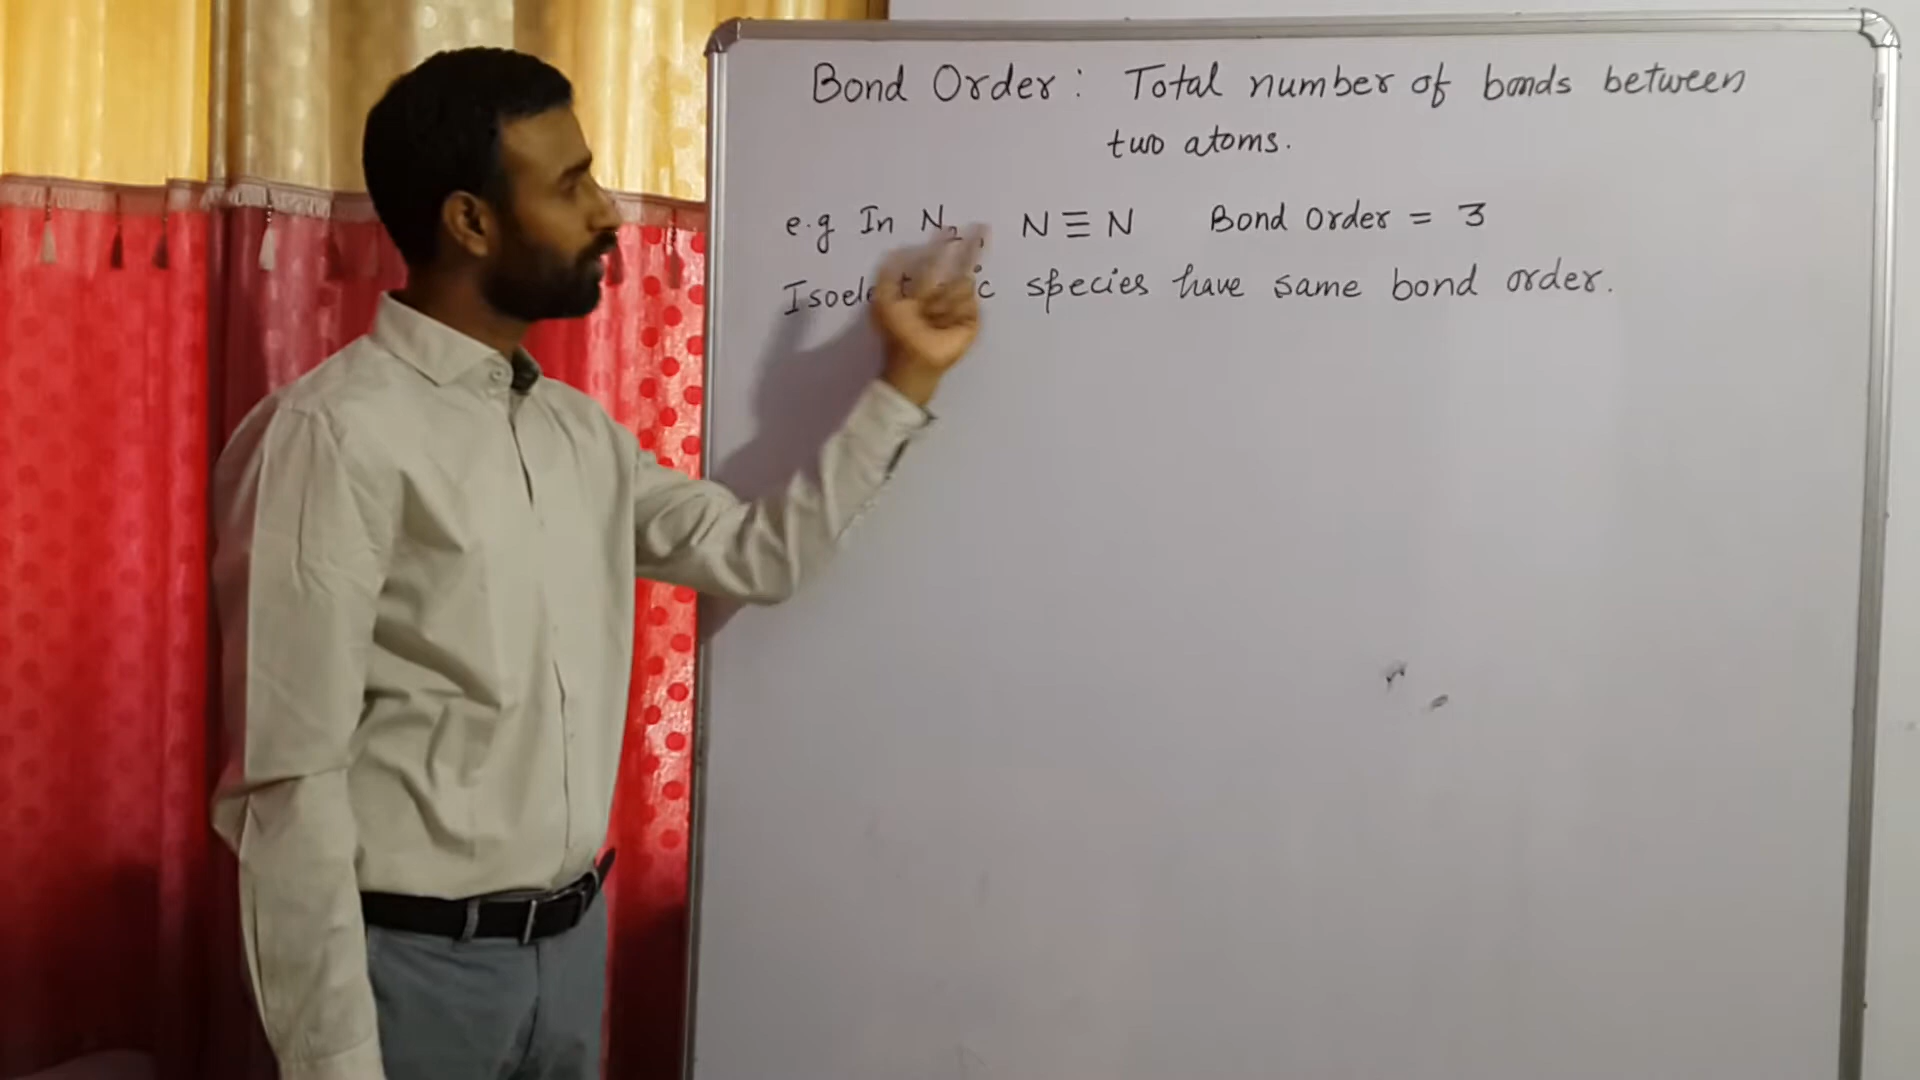 Bond Order : Total number of bonds between
two atoms.
e.g In N₂, N≡N Bond Order = 3
Isoelectronic species have same bond order.